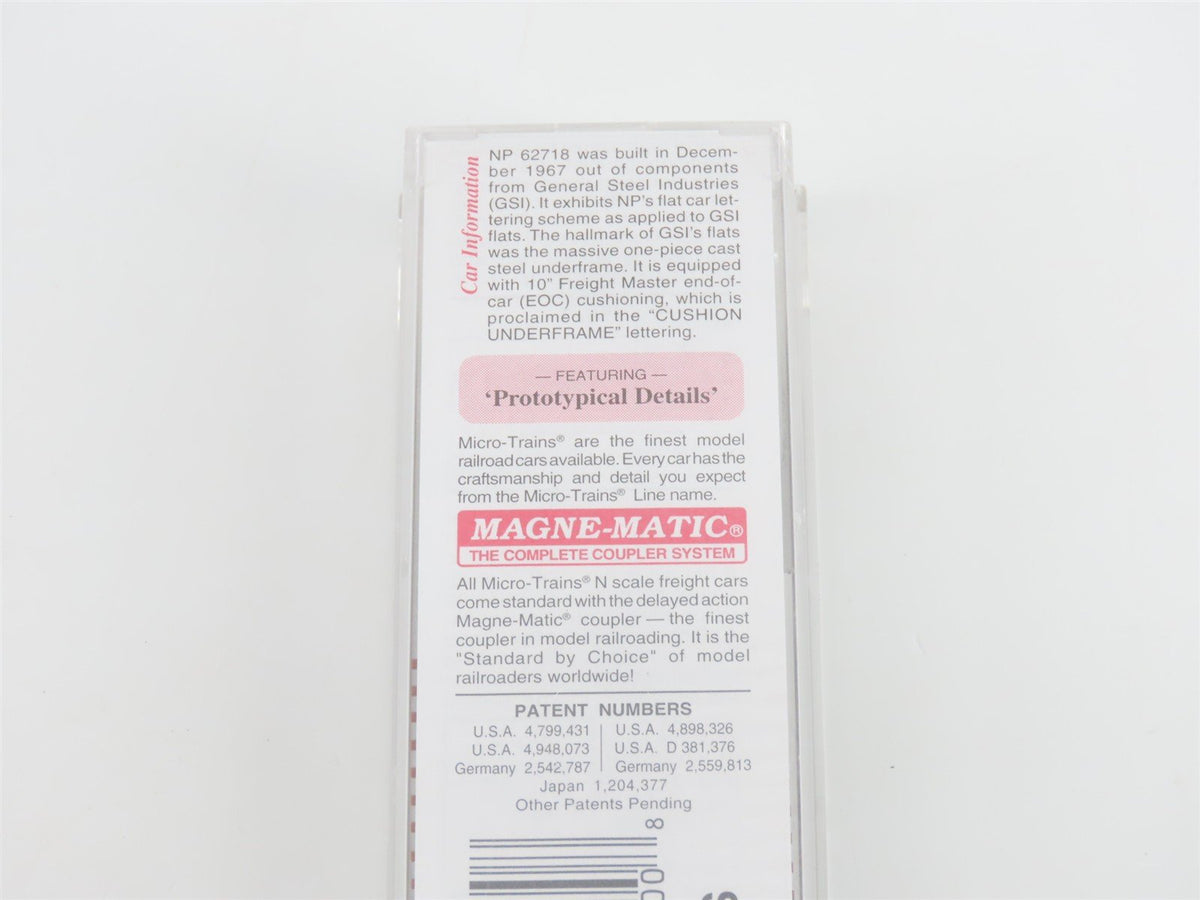 Car Information
NP 62718 was built in Decem-
ber 1967 out of components
from General Steel Industries
(GSI). It exhibits NP's flat car let-
tering scheme as applied to GSI
flats. The hallmark of GSI's flats
was the massive one-piece cast
steel underframe. It is equipped
with 10" Freight Master end-of-
car (EOC) cushioning, which is
proclaimed in the “CUSHION
UNDERFRAME” lettering.
— FEATURING —
‘Prototypical Details’
Micro-Trains® are the finest model
railroad cars available. Every car has the
craftsmanship and detail you expect
from the Micro-Trains® Line name.
MAGNE-MATIC®
THE COMPLETE COUPLER SYSTEM
All Micro-Trains® N scale freight cars
come standard with the delayed action
Magne-Matic® coupler — the finest
coupler in model railroading. It is the
"Standard by Choice" of model
railroaders worldwide!
PATENT NUMBERS
U.S.A. 4,799,431 U.S.A. 4,898,326
U.S.A. 4,948,073 U.S.A. D 381,376
Germany 2,542,787 Germany 2,559,813
Japan 1,204,377
Other Patents Pending
8
00